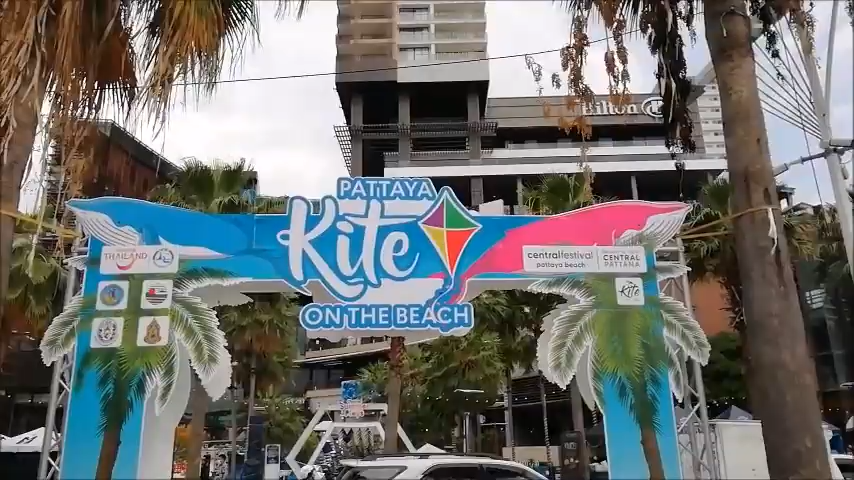 Hilton
PATTAYA
Kite
ON THE BEACH
THAILAND
centralfestival
pattaya beach
CENTRAL
PATTANA
Kite